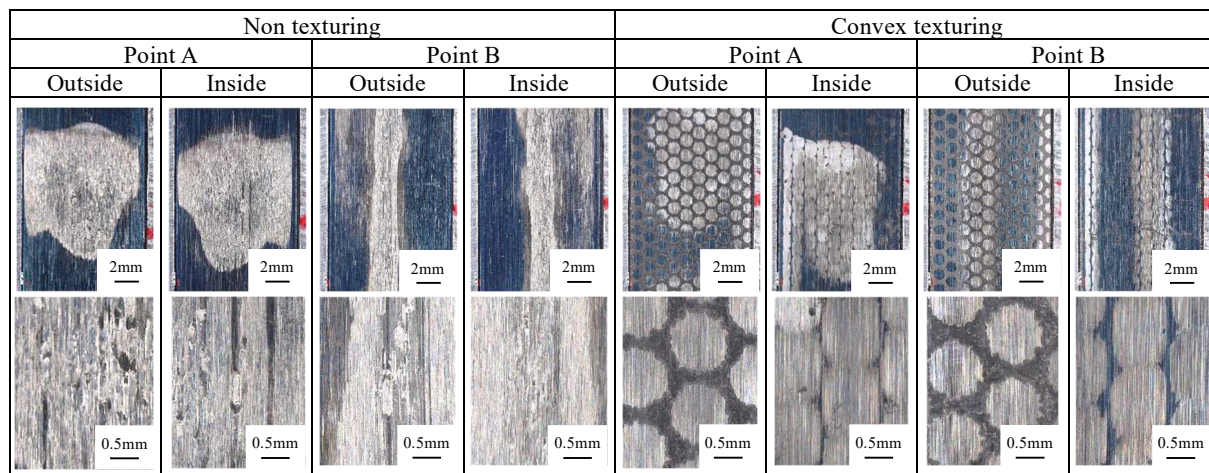 Non texturing Convex texturing
Point A Point B Point A Point B
Outside Inside Outside Inside Outside Inside Outside Inside
2mm 2mm 2mm 2mm 2mm 2mm 2mm 2mm
0.5mm 0.5mm 0.5mm 0.5mm 0.5mm 0.5mm 0.5mm 0.5mm